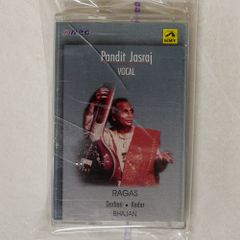 Pandit Jasraj
VOCAL
RAGAS
Darbari • Kedar
BHAJAN